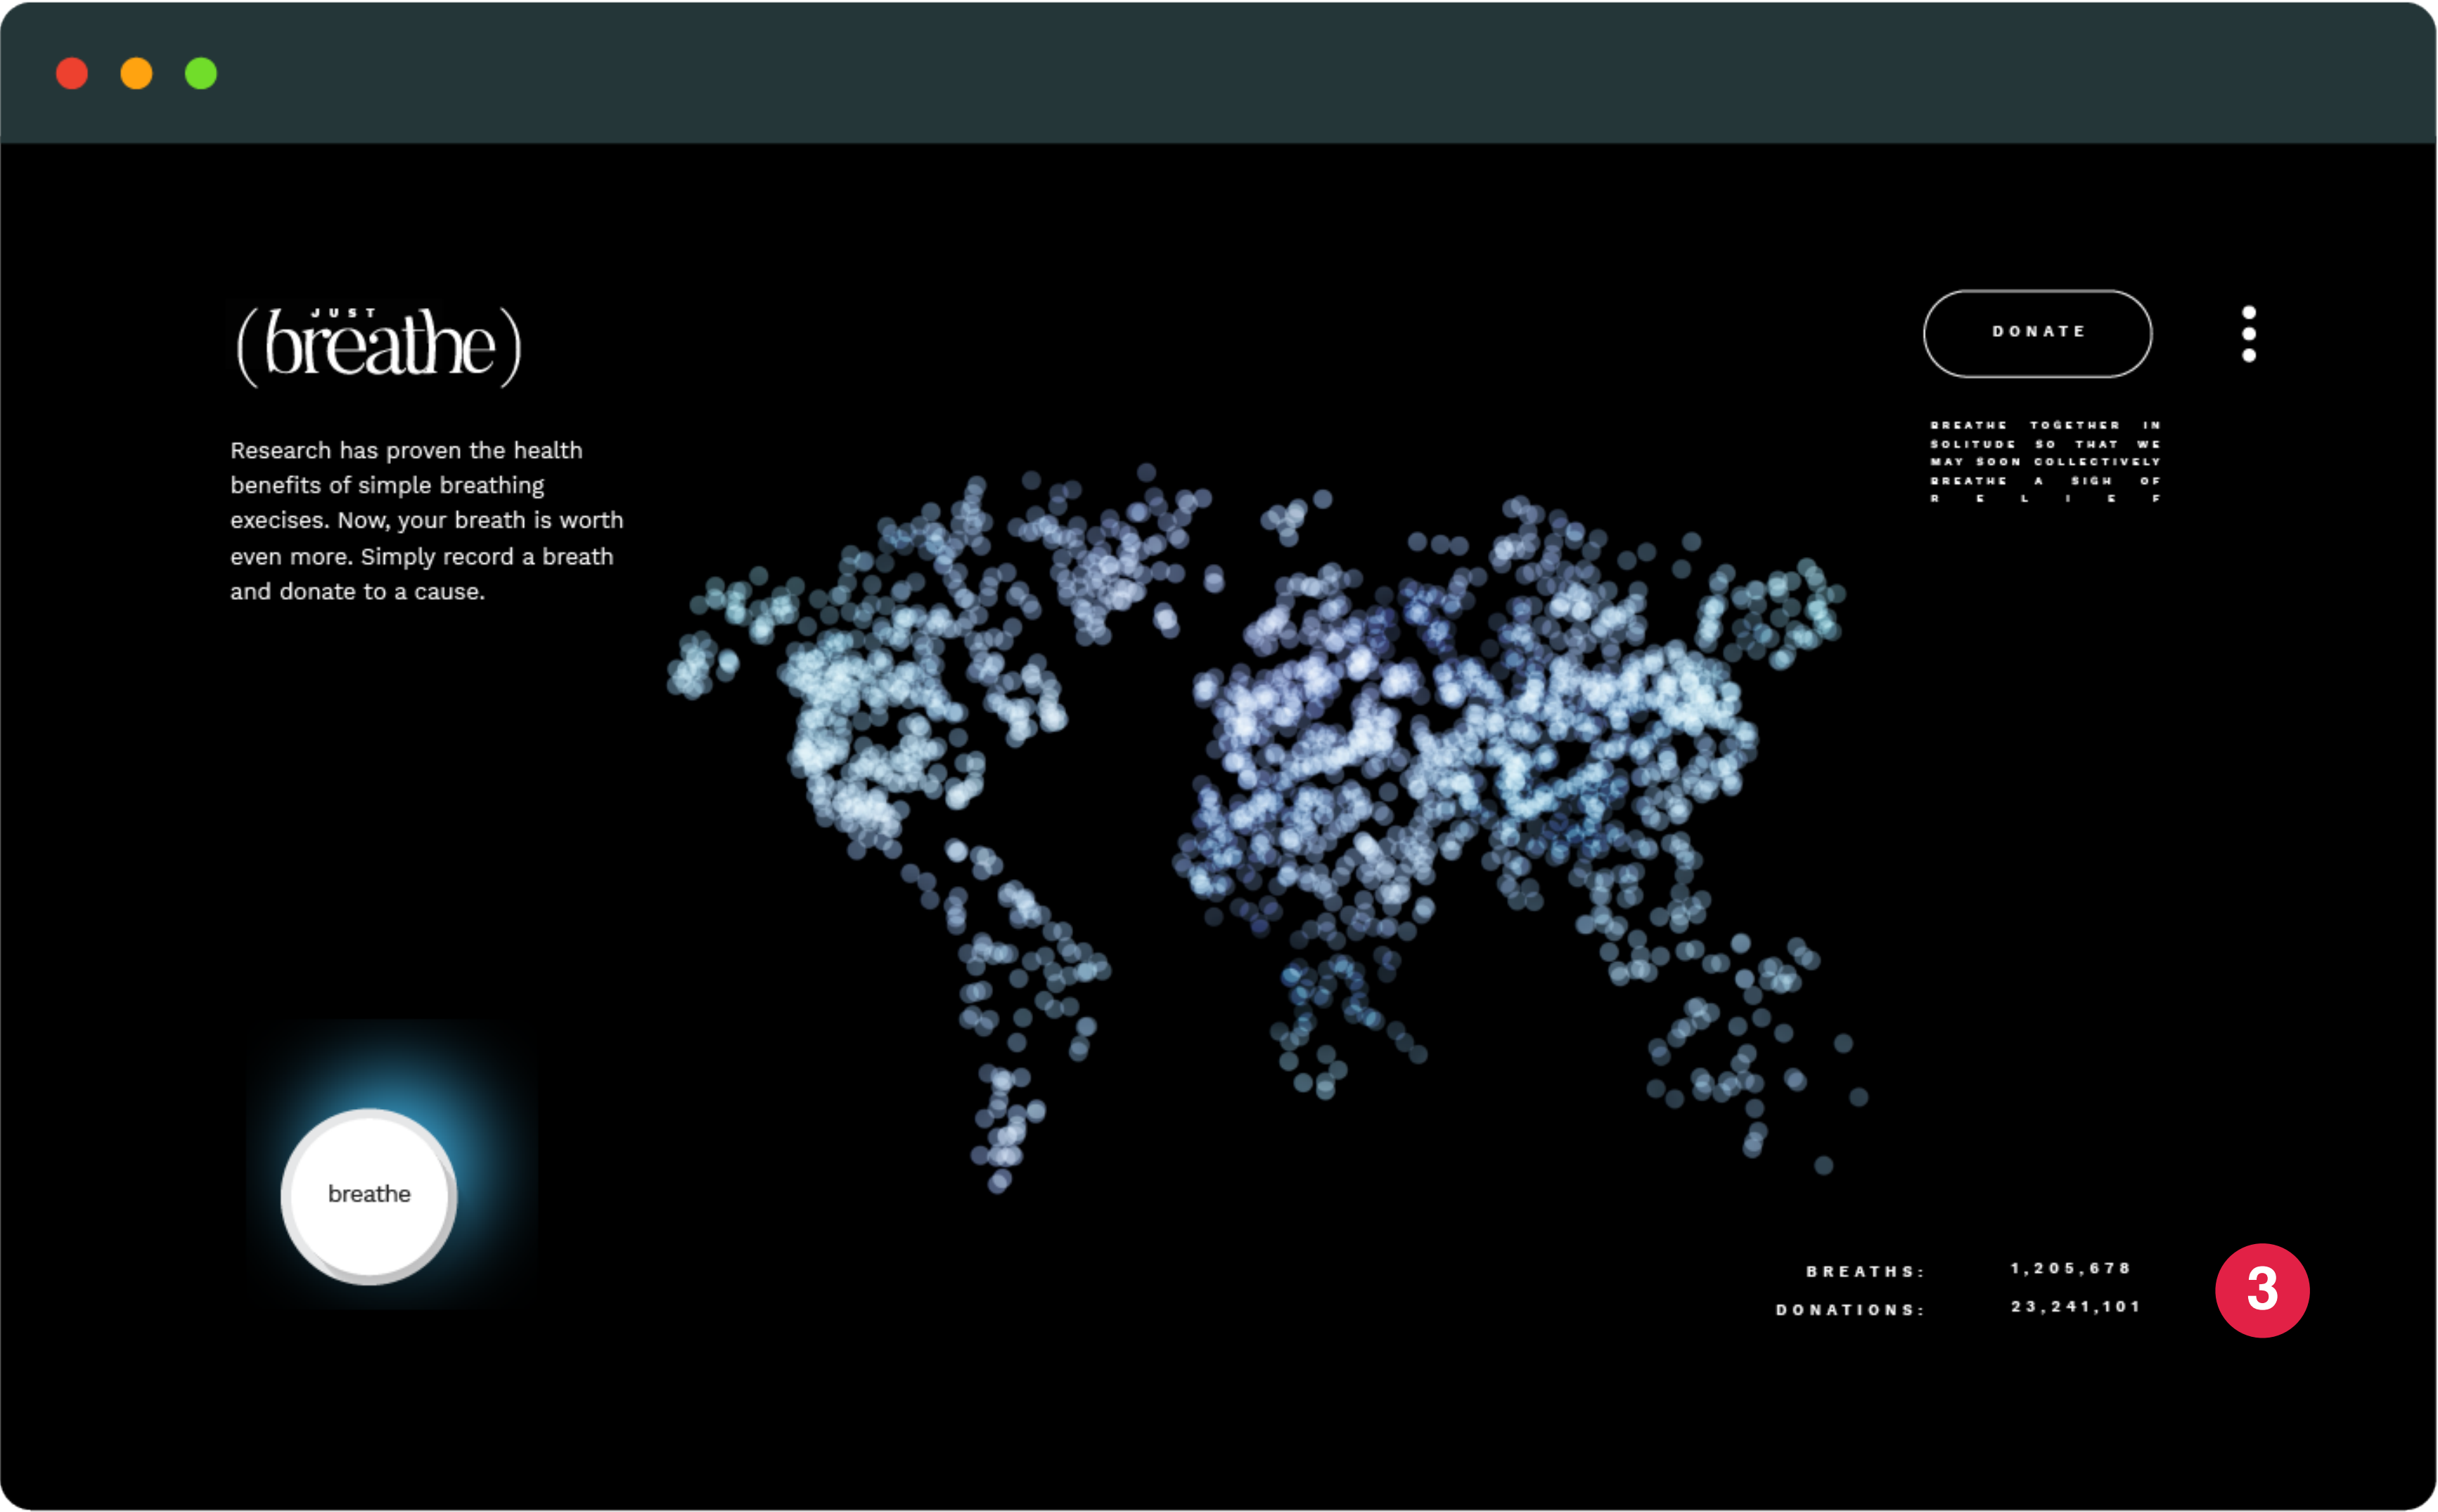 JUST
(breathe)
Research has proven the health
benefits of simple breathing
execises. Now, your breath is worth
even more. Simply record a breath
and donate to a cause.
DONATE
BREATHE TOGETHER IN
SOLITUDE SO THAT WE
MAY SOON COLLECTIVELY
BREATHE A SIGH OF
R E L I E F
breathe
BREATHS: 1,205,678
DONATIONS: 23,241,101
3